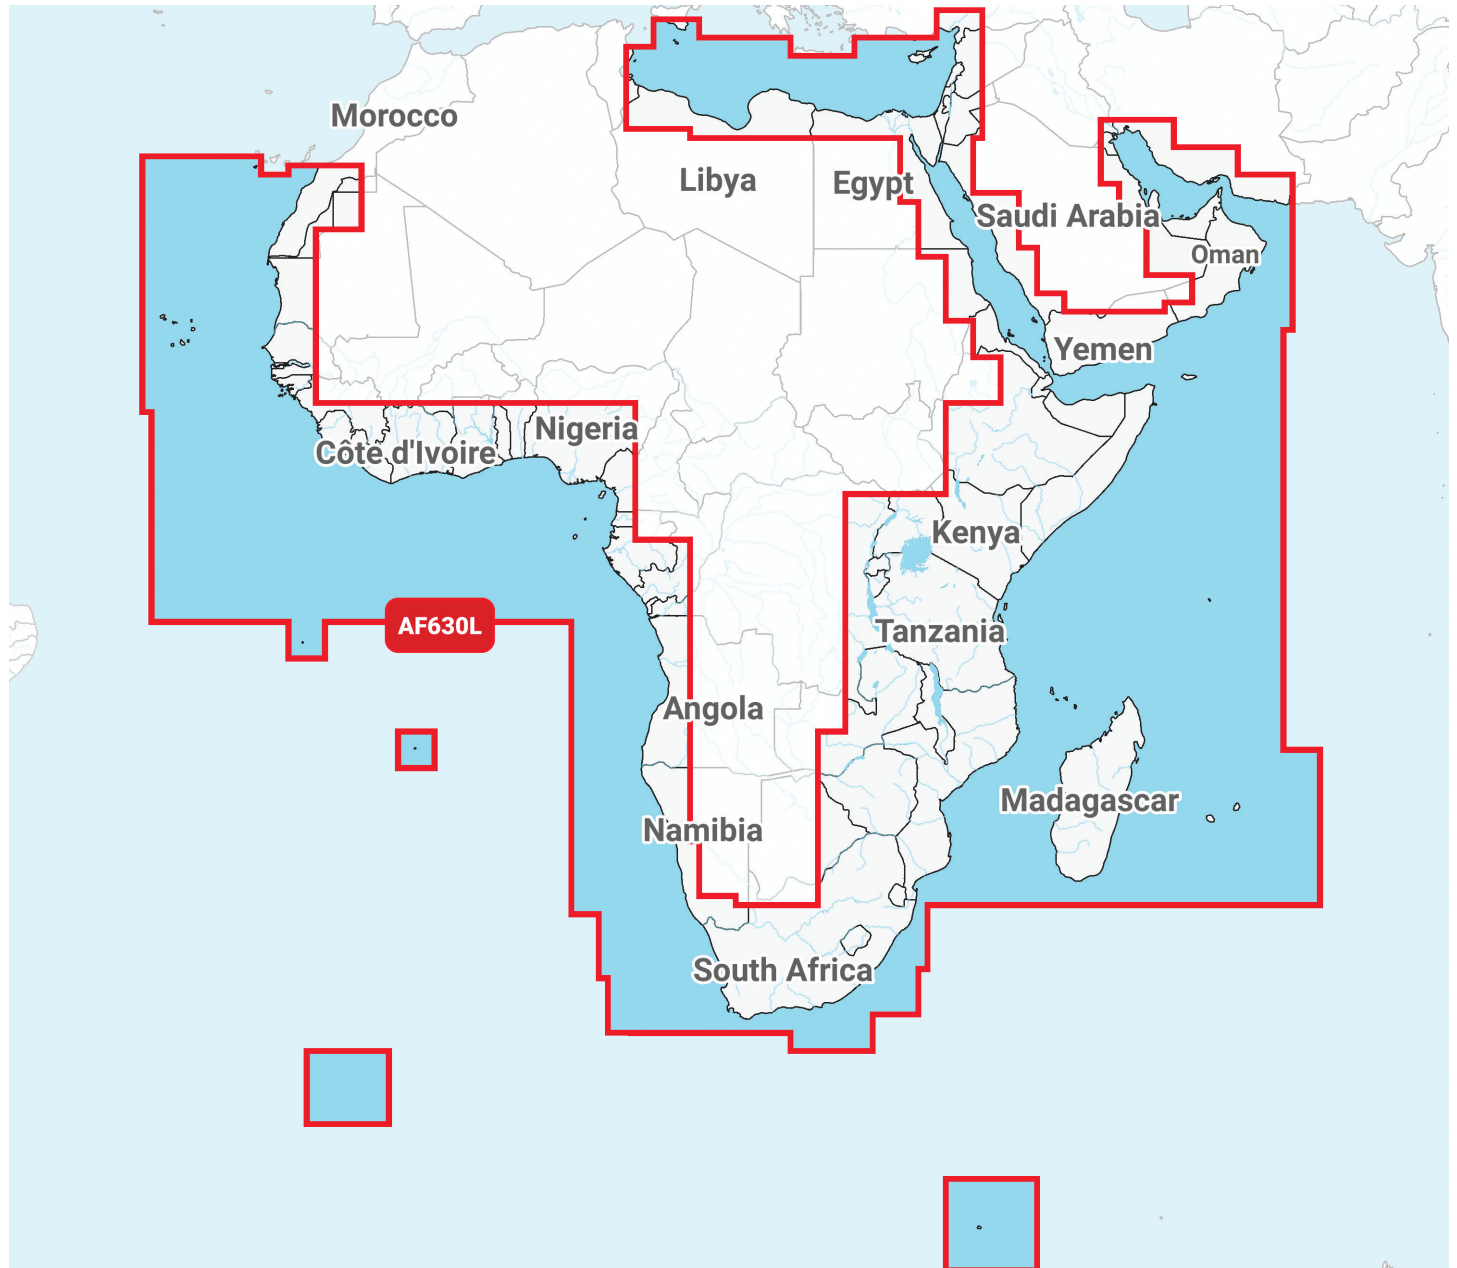 Morocco
Libya
Egypt
Saudi Arabia
Oman
Yemen
Nigeria
Côte d'Ivoire
Kenya
AF630L
Tanzania
Angola
Madagascar
Namibia
South Africa